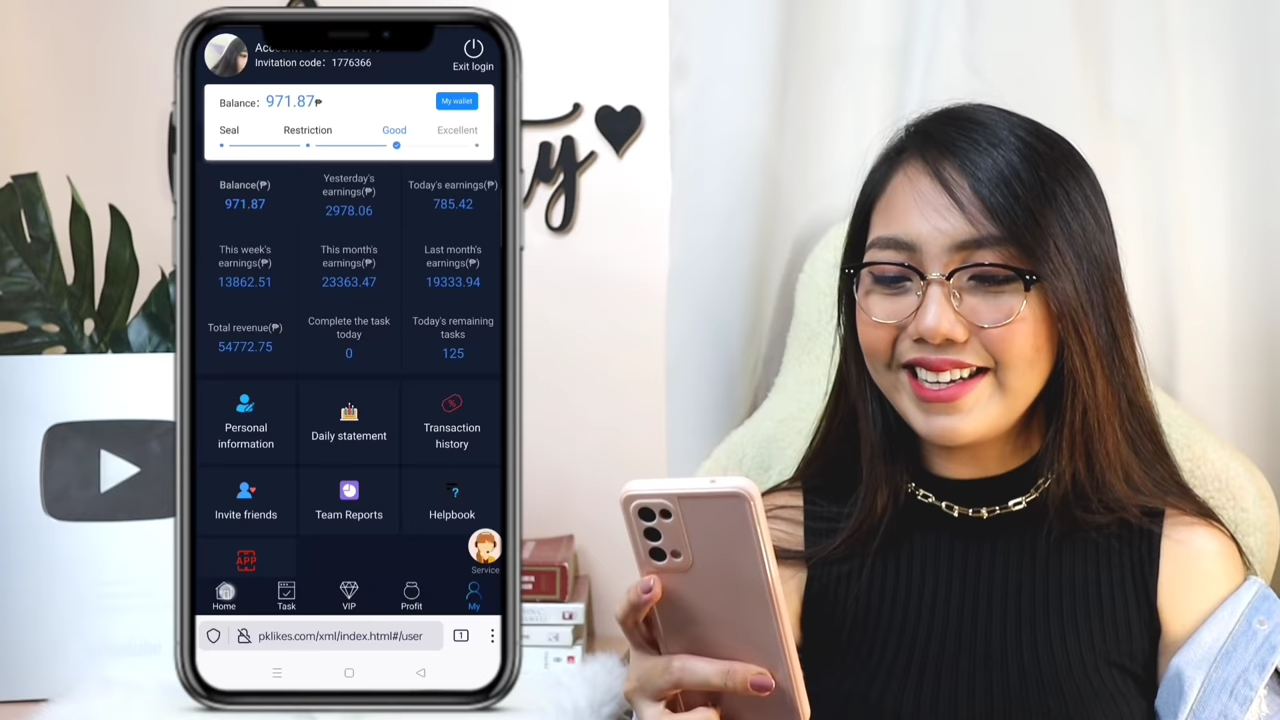 Invitation code: 1776366
Exit login
Balance: 971.87₱
My wallet
Seal
Restriction
Good
Excellent
Balance(₱)
971.87
Yesterday's
earnings(₱)
2978.06
Today's earnings(₱)
785.42
This week's
earnings(₱)
13862.51
This month's
earnings(₱)
23363.47
Last month's
earnings(₱)
19333.94
Total revenue(₱)
54772.75
Complete the task
today
0
Today's remaining
tasks
125
Personal
information
Daily statement
Transaction
history
Invite friends
Team Reports
Helpbook
APP
Service
Home
Task
VIP
Profit
My
pklikes.com/xml/index.html#/user
1